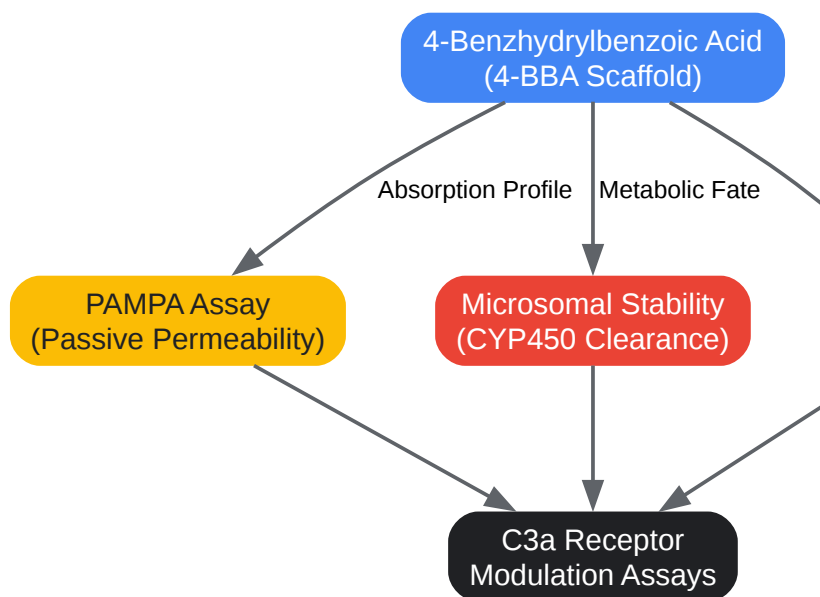 4-Benzhydrylbenzoic Acid
(4-BBA Scaffold)
Absorption Profile
Metabolic Fate
PAMPA Assay
(Passive Permeability)
Microsomal Stability
(CYP450 Clearance)
C3a Receptor
Modulation Assays